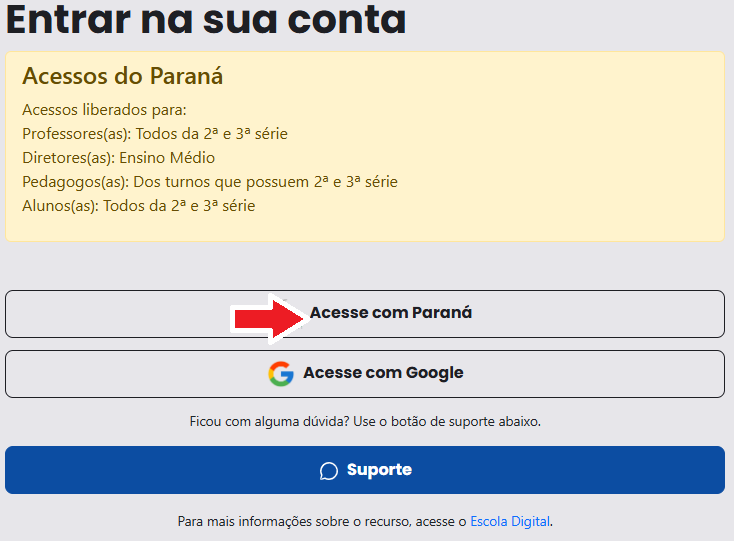 Entrar na sua conta
Acessos do Paraná
Acessos liberados para:
Professores(as): Todos da 2ª e 3ª série
Diretores(as): Ensino Médio
Pedagogos(as): Dos turnos que possuem 2ª e 3ª série
Alunos(as): Todos da 2ª e 3ª série
Acesse com Paraná
Acesse com Google
Ficou com alguma dúvida? Use o botão de suporte abaixo.
Suporte
Para mais informações sobre o recurso, acesse o Escola Digital.